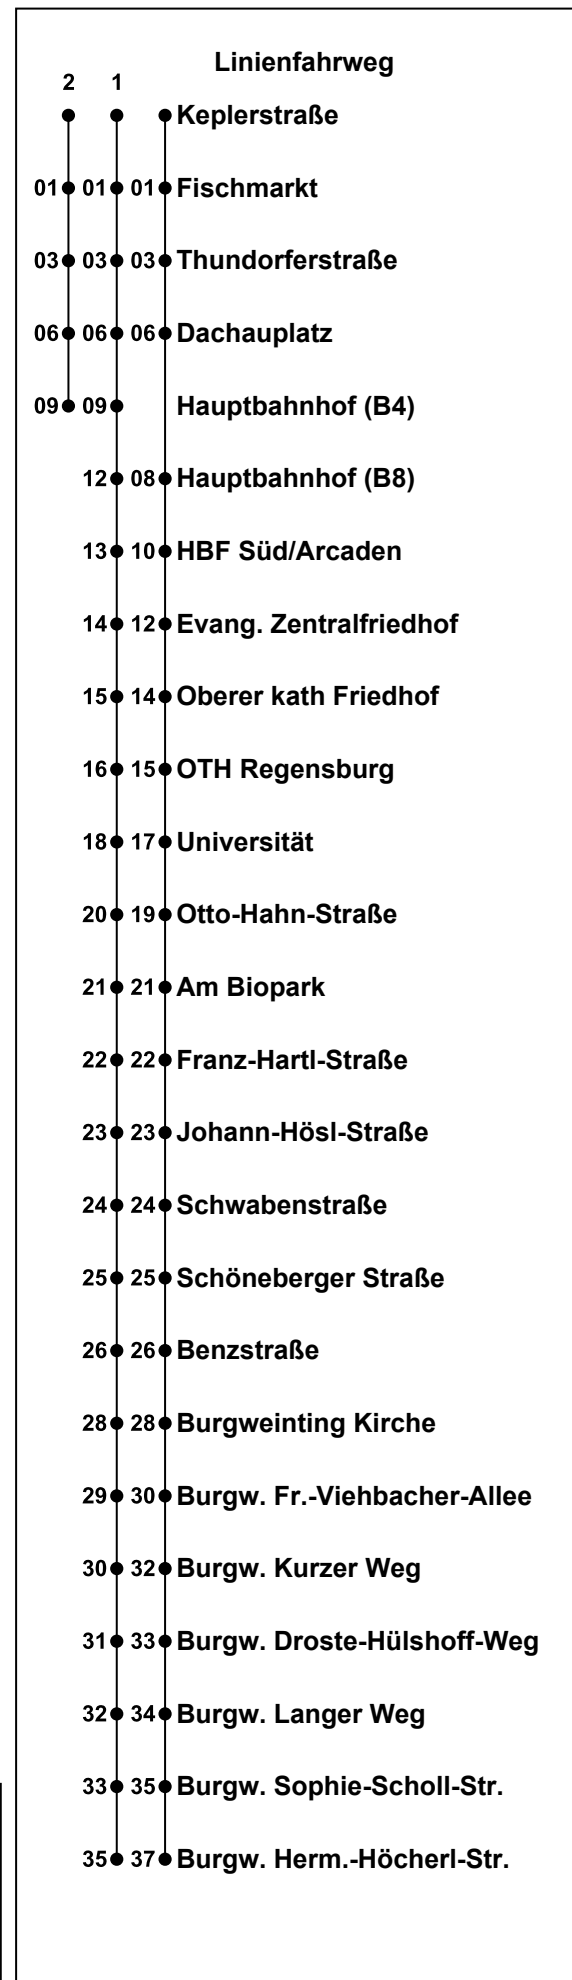 Linienfahrweg
2 1
Keplerstraße
01 01 01 Fischmarkt
03 03 03 Thundorferstraße
06 06 06 Dachauplatz
09 09 Hauptbahnhof (B4)
12 08 Hauptbahnhof (B8)
13 10 HBF Süd/Arcaden
14 12 Evang. Zentralfriedhof
15 14 Oberer kath Friedhof
16 15 OTH Regensburg
18 17 Universität
20 19 Otto-Hahn-Straße
21 21 Am Biopark
22 22 Franz-Hartl-Straße
23 23 Johann-Hösl-Straße
24 24 Schwabenstraße
25 25 Schöneberger Straße
26 26 Benzstraße
28 28 Burgweinting Kirche
29 30 Burgw. Fr.-Viehbacher-Allee
30 32 Burgw. Kurzer Weg
31 33 Burgw. Droste-Hülshoff-Weg
32 34 Burgw. Langer Weg
33 35 Burgw. Sophie-Scholl-Str.
35 37 Burgw. Herm.-Höcherl-Str.